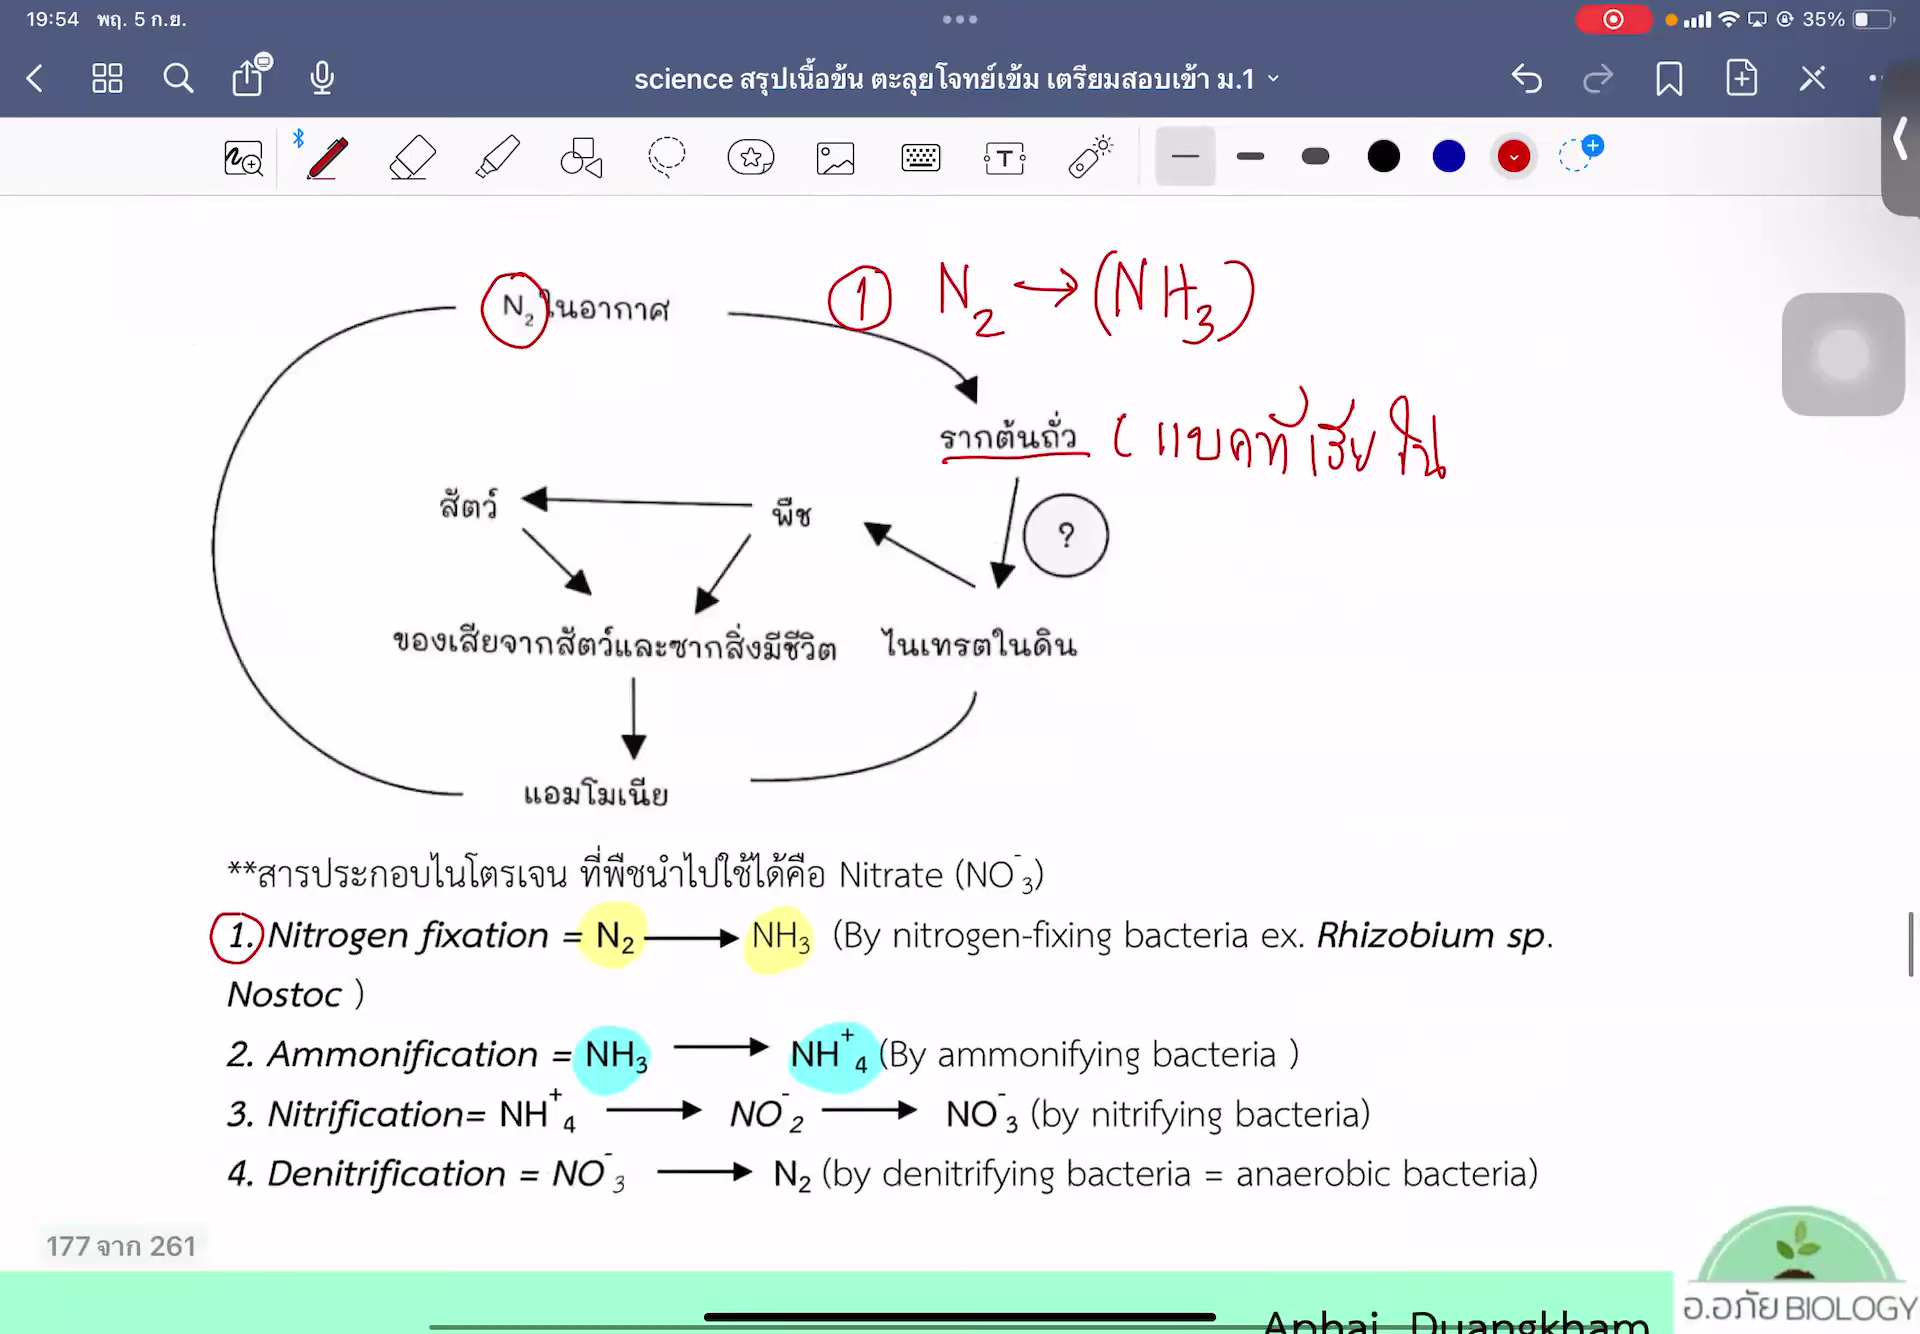 19:54 พฤ. 5 ก.ย.
35%
science สรุปเนื้อข้น ตะลุยโจทย์เข้ม เตรียมสอบเข้า ม.1
N2 ในอากาศ
1 N2 → (NH3)
รากต้นถั่ว (แบคทีเรียใน
สัตว์
พืช
?
ของเสียจากสัตว์และซากสิ่งมีชีวิต
ไนเทรตในดิน
แอมโมเนีย
**สารประกอบไนโตรเจน ที่พืชนำไปใช้ได้คือ Nitrate (NO-3)
1. Nitrogen fixation = N2 → NH3 (By nitrogen-fixing bacteria ex. Rhizobium sp.
Nostoc )
2. Ammonification = NH3 → NH+4 (By ammonifying bacteria )
3. Nitrification= NH+4 → NO-2 → NO-3 (by nitrifying bacteria)
4. Denitrification = NO-3 → N2 (by denitrifying bacteria = anaerobic bacteria)
177 จาก 261
อ.อภัย BIOLOGY
Aphai Duangkham